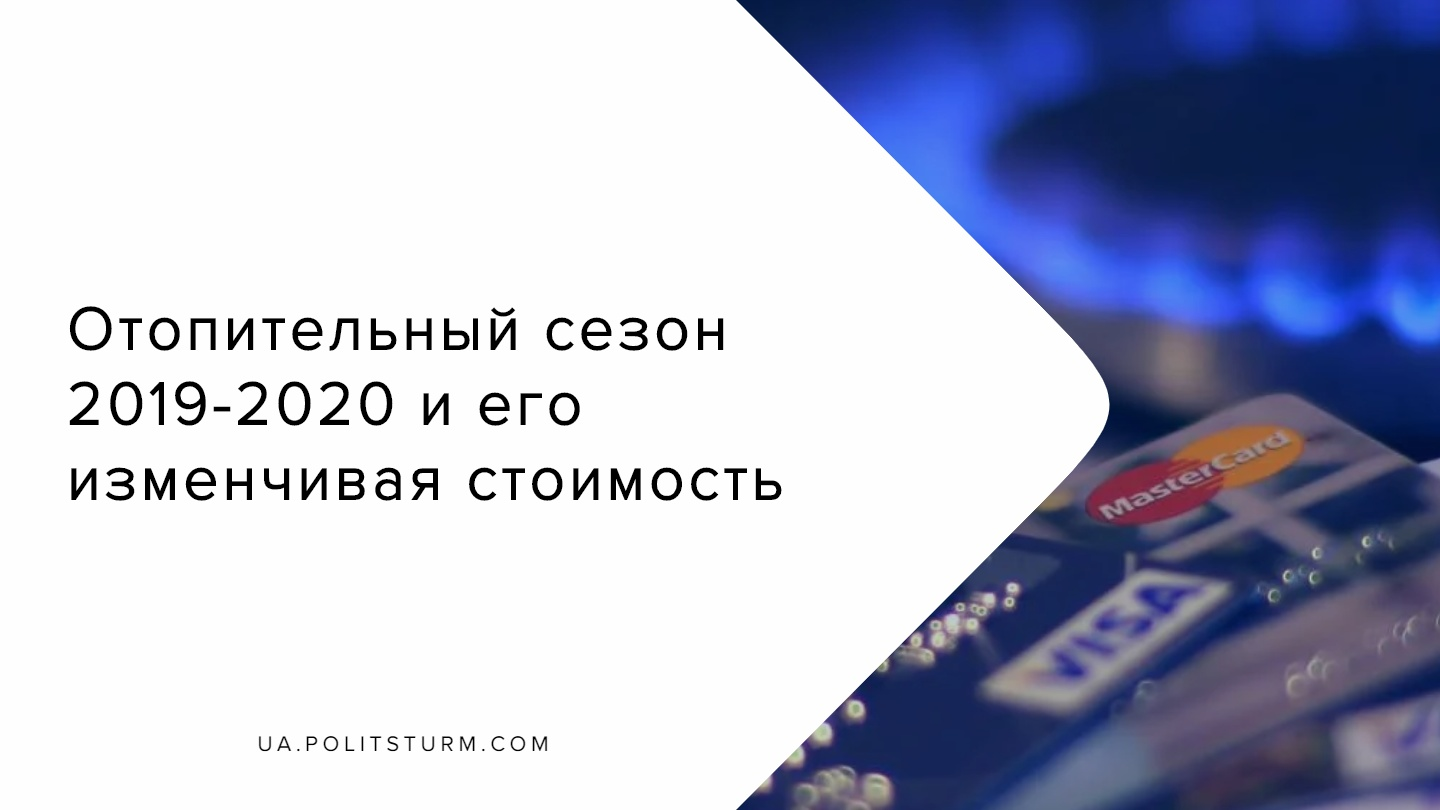 Отопительный сезон
2019-2020 и его
изменчивая стоимость
UA.POLITSTURM.COM
MasterCard
VISA